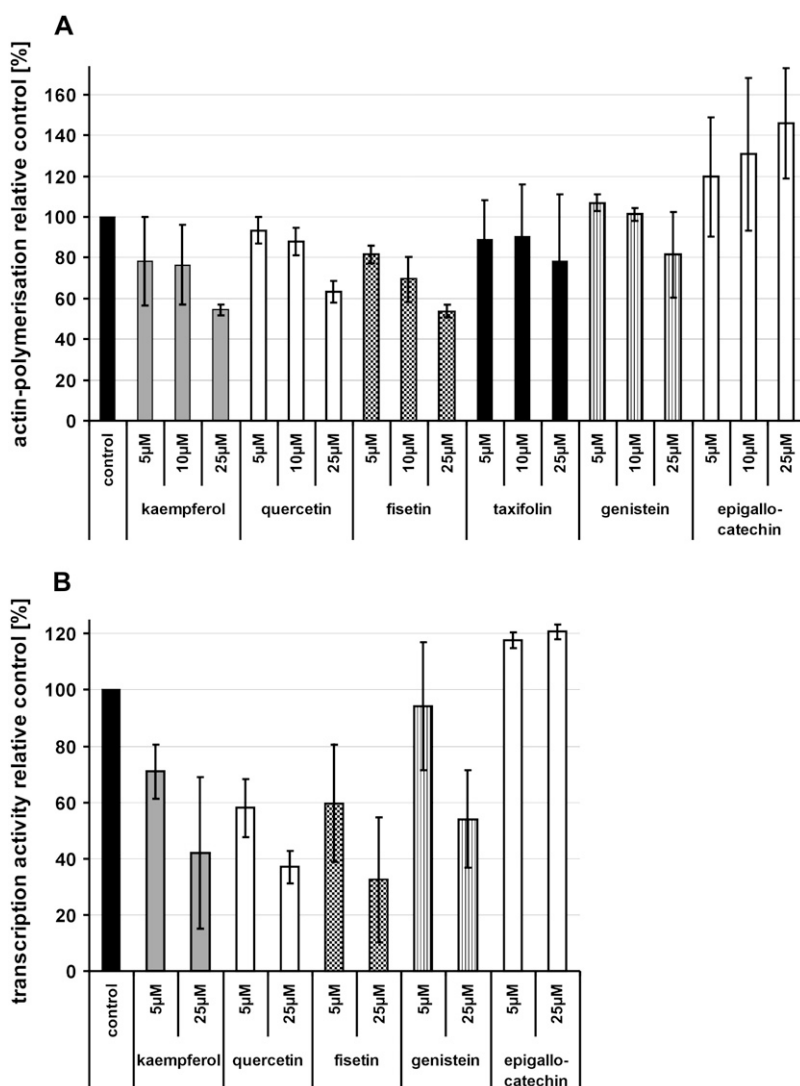 A
actin-polymerisation relative control [%]
160
140
120
100
80
60
40
20
0
control
5µM
10µM
25µM
5µM
10µM
25µM
5µM
10µM
25µM
5µM
10µM
25µM
5µM
10µM
25µM
5µM
10µM
25µM
kaempferol
quercetin
fisetin
taxifolin
genistein
epigallo-
catechin
B
transcription activity relative control [%]
120
100
80
60
40
20
0
control
5µM
25µM
5µM
25µM
5µM
25µM
5µM
25µM
5µM
25µM
kaempferol
quercetin
fisetin
genistein
epigallo-
catechin